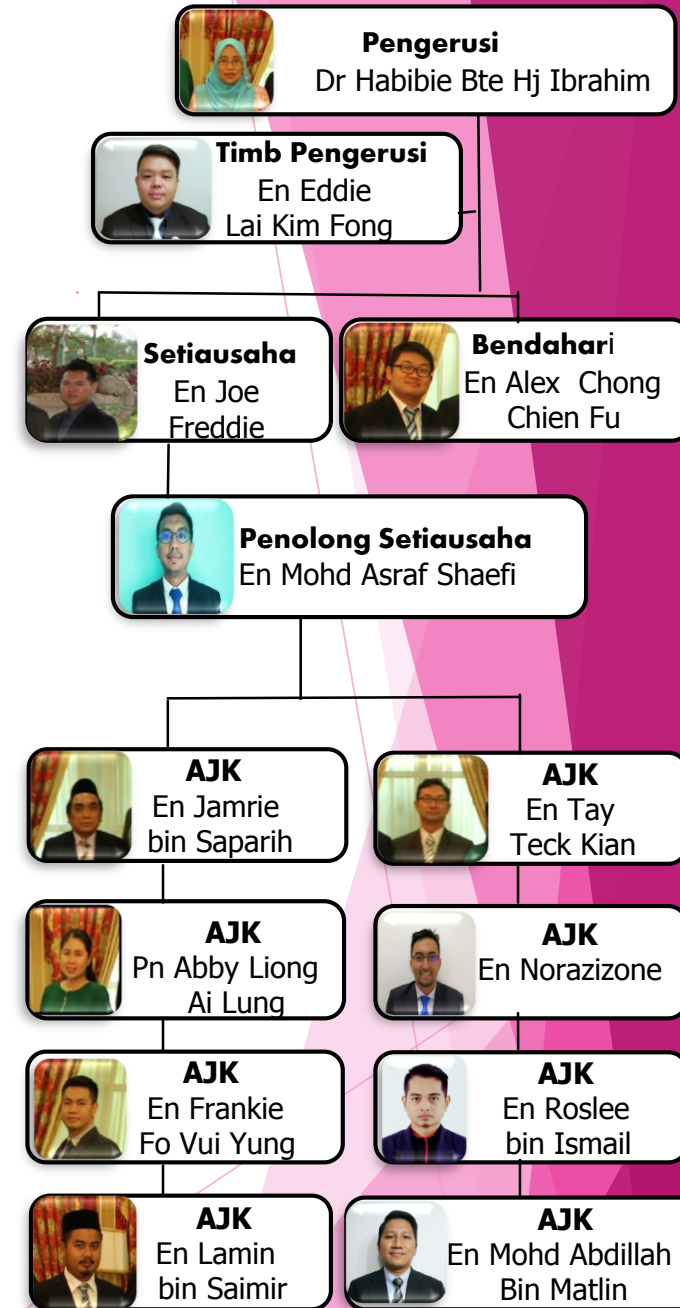 Pengerusi
Dr Habibie Bte Hj Ibrahim
Timb Pengerusi
En Eddie
Lai Kim Fong
Setiausaha
En Joe
Freddie
Bendahari
En Alex Chong
Chien Fu
Penolong Setiausaha
En Mohd Asraf Shaefi
AJK
En Jamrie
bin Saparih
AJK
En Tay
Teck Kian
AJK
Pn Abby Liong
Ai Lung
AJK
En Norazizone
AJK
En Frankie
Fo Vui Yung
AJK
En Roslee
bin Ismail
AJK
En Lamin
bin Saimir
AJK
En Mohd Abdillah
Bin Matlin